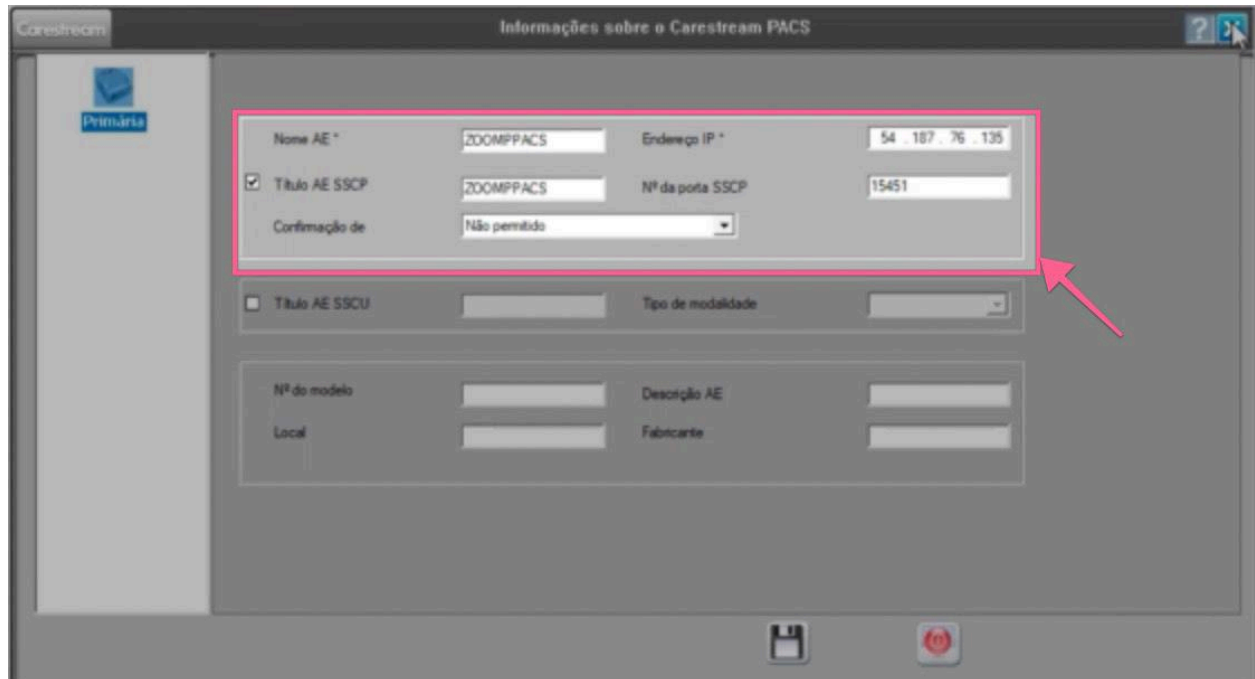 Carestream
Informações sobre o Carestream PACS
?
Primária
Nome AE * ZOOMPPACS Endereço IP * 54 . 187 . 76 . 135
Título AE SSCP ZOOMPPACS Nº da porta SSCP 15451
Confirmação de Não permitido
Título AE SSCU Tipo de modalidade
Nº do modelo Descrição AE
Local Fabricante